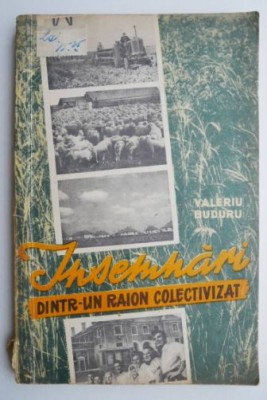 VALERIU
BUDURU
Însemnări
DINTR-UN RAION COLECTIVIZAT